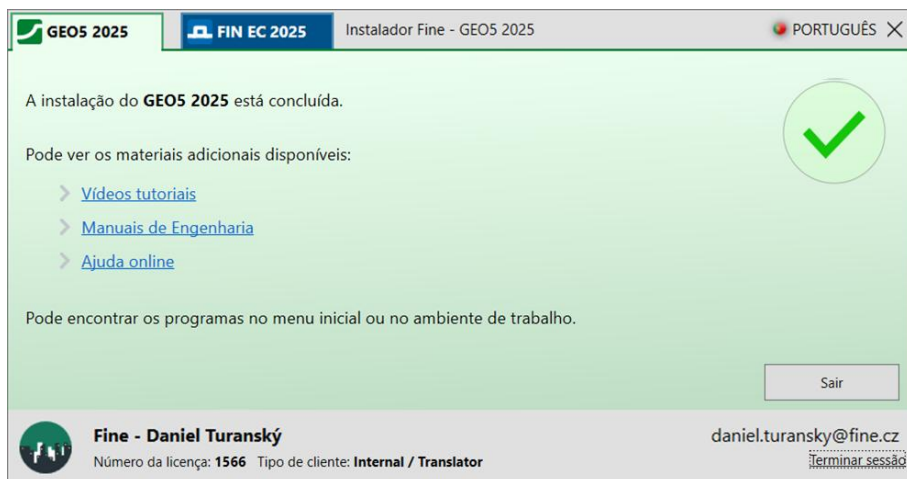 GEO5 2025
FIN EC 2025
Instalador Fine - GEO5 2025
PORTUGUÊS
A instalação do GEO5 2025 está concluída.
Pode ver os materiais adicionais disponíveis:
Vídeos tutoriais
Manuais de Engenharia
Ajuda online
Pode encontrar os programas no menu inicial ou no ambiente de trabalho.
Sair
Fine - Daniel Turanský
daniel.turansky@fine.cz
Número da licença: 1566 Tipo de cliente: Internal / Translator
Terminar sessão